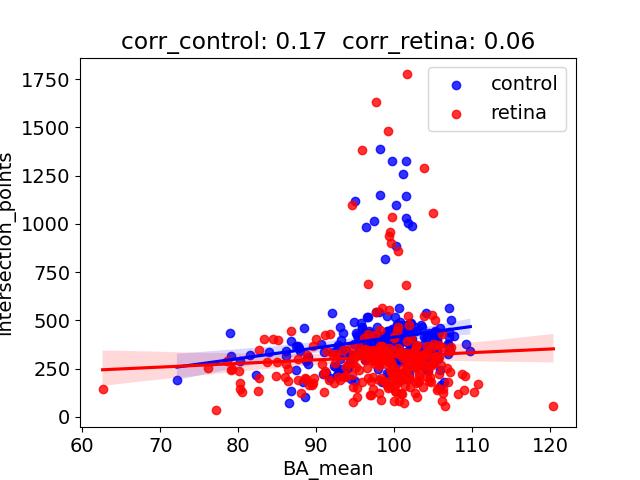 corr_control: 0.17 corr_retina: 0.06
control
retina
1750
1500
1250
1000
750
500
250
0
intersection_points
60 70 80 90 100 110 120
BA_mean